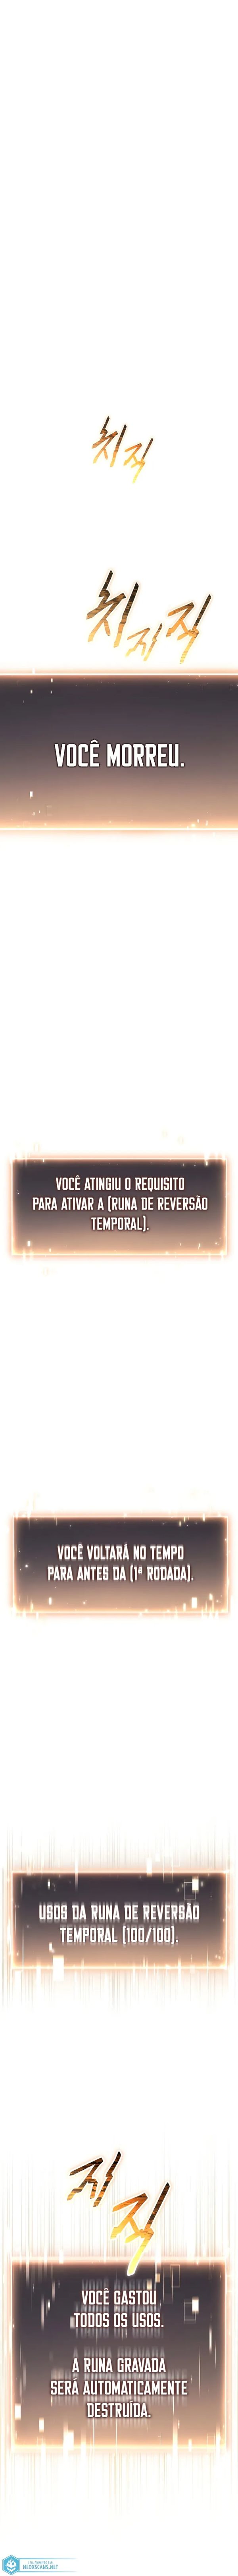 치직
치지직
VOCÊ MORREU.
VOCÊ ATINGIU O REQUISITO
PARA ATIVAR A [RUNA DE REVERSÃO
TEMPORAL].
VOCÊ VOLTARÁ NO TEMPO
PARA ANTES DA [1ª RODADA].
USOS DA RUNA DE REVERSÃO
TEMPORAL [100/100].
지직
VOCÊ GASTOU
TODOS OS USOS.
A RUNA GRAVADA
SERÁ AUTOMATICAMENTE
DESTRUÍDA.
NEOXSCANS.NET